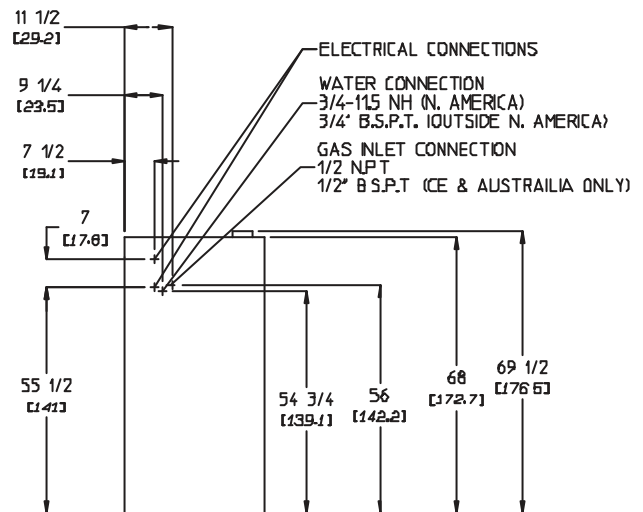 11 1/2
[29.2]
9 1/4
[23.5]
7 1/2
[19.1]
7
[17.8]
55 1/2
[141]
ELECTRICAL CONNECTIONS
WATER CONNECTION
3/4-11.5 NH (N. AMERICA)
3/4" B.S.P.T. (OUTSIDE N. AMERICA)
GAS INLET CONNECTION
1/2 N.P.T
1/2" B.S.P.T (CE & AUSTRAILIA ONLY)
54 3/4
[139.1]
56
[142.2]
68
[172.7]
69 1/2
[176.5]